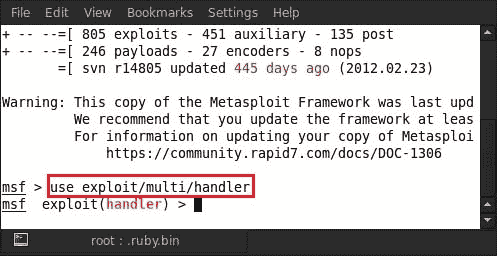 File Edit View Bookmarks Settings Help
+ -- --=[ 805 exploits - 451 auxiliary - 135 post
+ -- --=[ 246 payloads - 27 encoders - 8 nops
=[ svn r14805 updated 445 days ago (2012.02.23)
Warning: This copy of the Metasploit Framework was last upd
We recommend that you update the framework at leas
For information on updating your copy of Metasploi
https://community.rapid7.com/docs/DOC-1306
msf > use exploit/multi/handler
msf exploit(handler) >
root : .ruby.bin